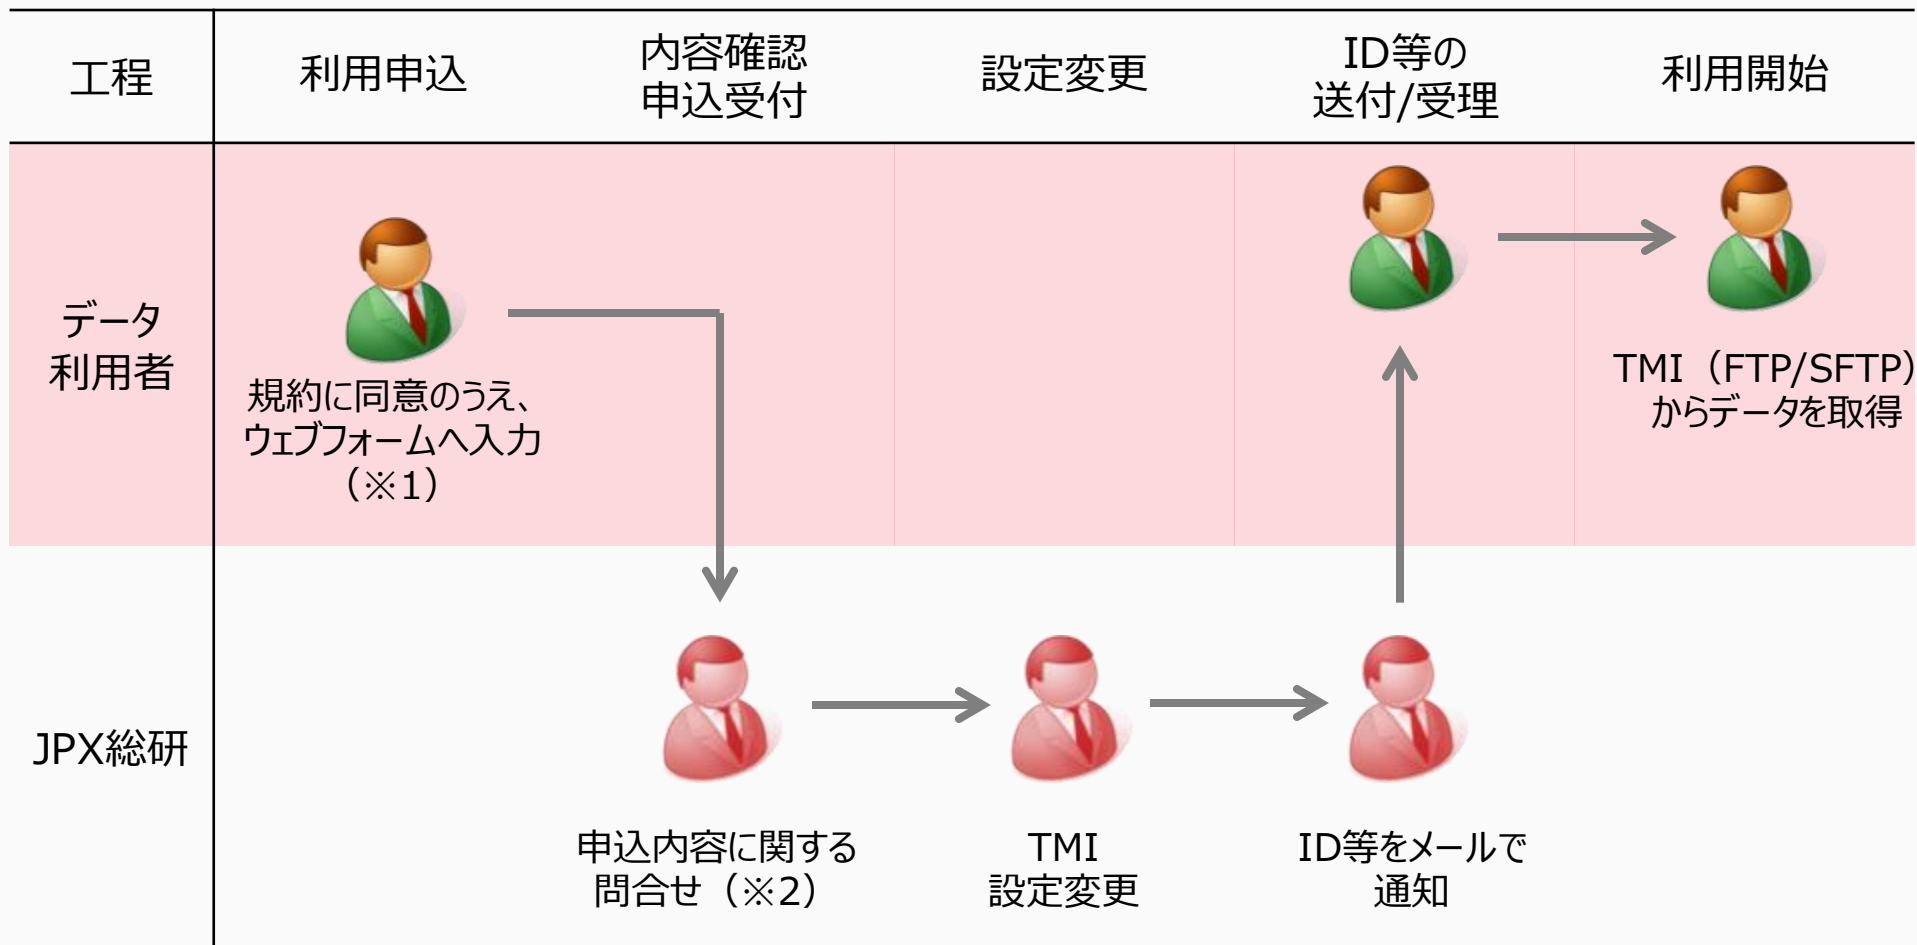 工程
利用申込
内容確認
申込受付
設定変更
ID等の
送付/受理
利用開始
データ
利用者
規約に同意のうえ、
ウェブフォームへ入力
（※1）
TMI（FTP/SFTP）
からデータを取得
JPX総研
申込内容に関する
問合せ（※2）
TMI
設定変更
ID等をメールで
通知